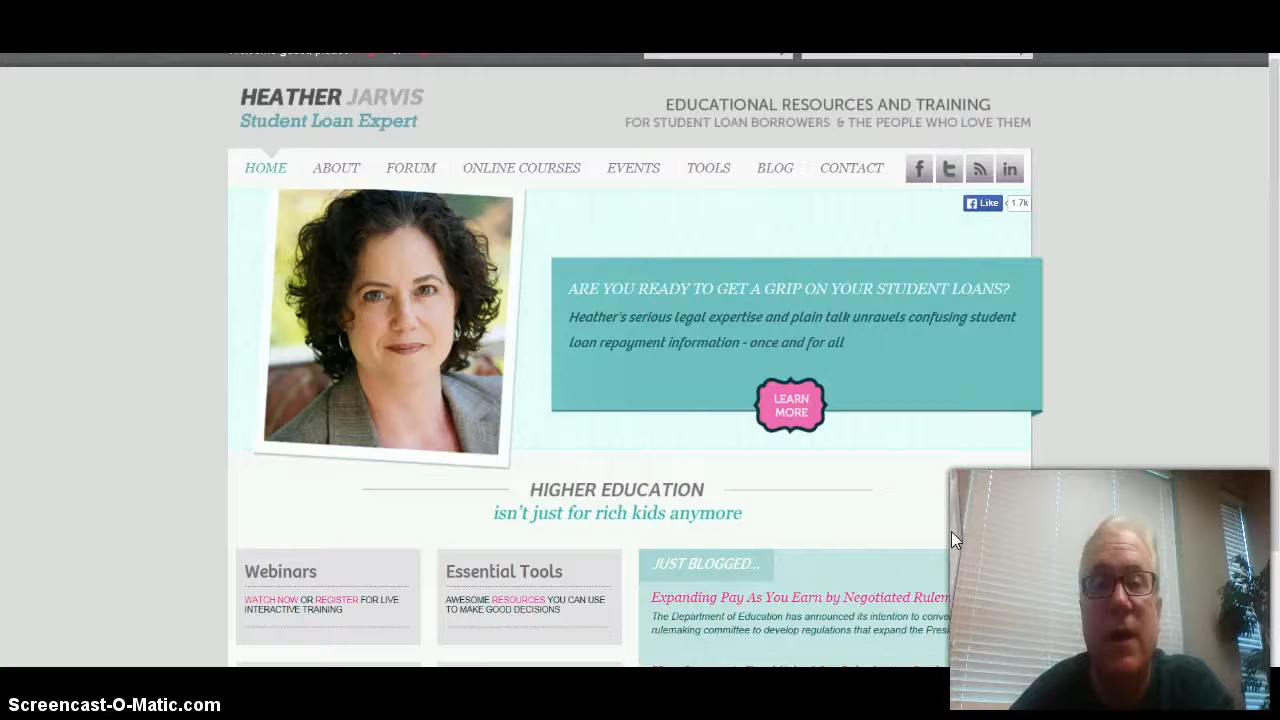 HEATHER JARVIS
Student Loan Expert
EDUCATIONAL RESOURCES AND TRAINING
FOR STUDENT LOAN BORROWERS & THE PEOPLE WHO LOVE THEM
HOME ABOUT FORUM ONLINE COURSES EVENTS TOOLS BLOG CONTACT
Like 1.7k
ARE YOU READY TO GET A GRIP ON YOUR STUDENT LOANS?
Heather's serious legal expertise and plain talk unravels confusing student
loan repayment information - once and for all
LEARN
MORE
HIGHER EDUCATION
isn't just for rich kids anymore
Webinars
WATCH NOW OR REGISTER FOR LIVE
INTERACTIVE TRAINING
Essential Tools
AWESOME RESOURCES YOU CAN USE
TO MAKE GOOD DECISIONS
JUST BLOGGED...
Expanding Pay As You Earn by Negotiated Rulem
The Department of Education has announced its intention to conve
rulemaking committee to develop regulations that expand the Presi
Screencast-O-Matic.com